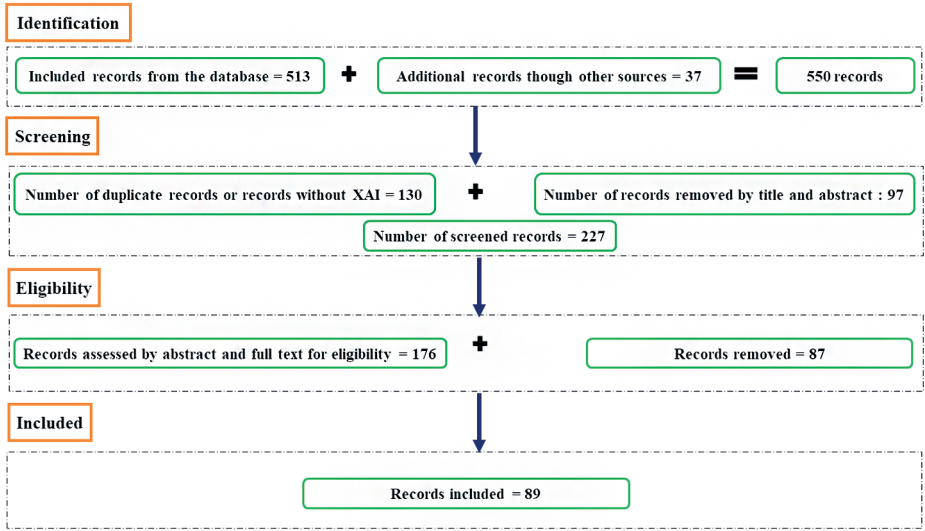 Identification
Included records from the database = 513 + Additional records though other sources = 37 = 550 records
Screening
Number of duplicate records or records without XAI = 130 + Number of records removed by title and abstract : 97
Number of screened records = 227
Eligibility
Records assessed by abstract and full text for eligibility = 176 + Records removed = 87
Included
Records included = 89